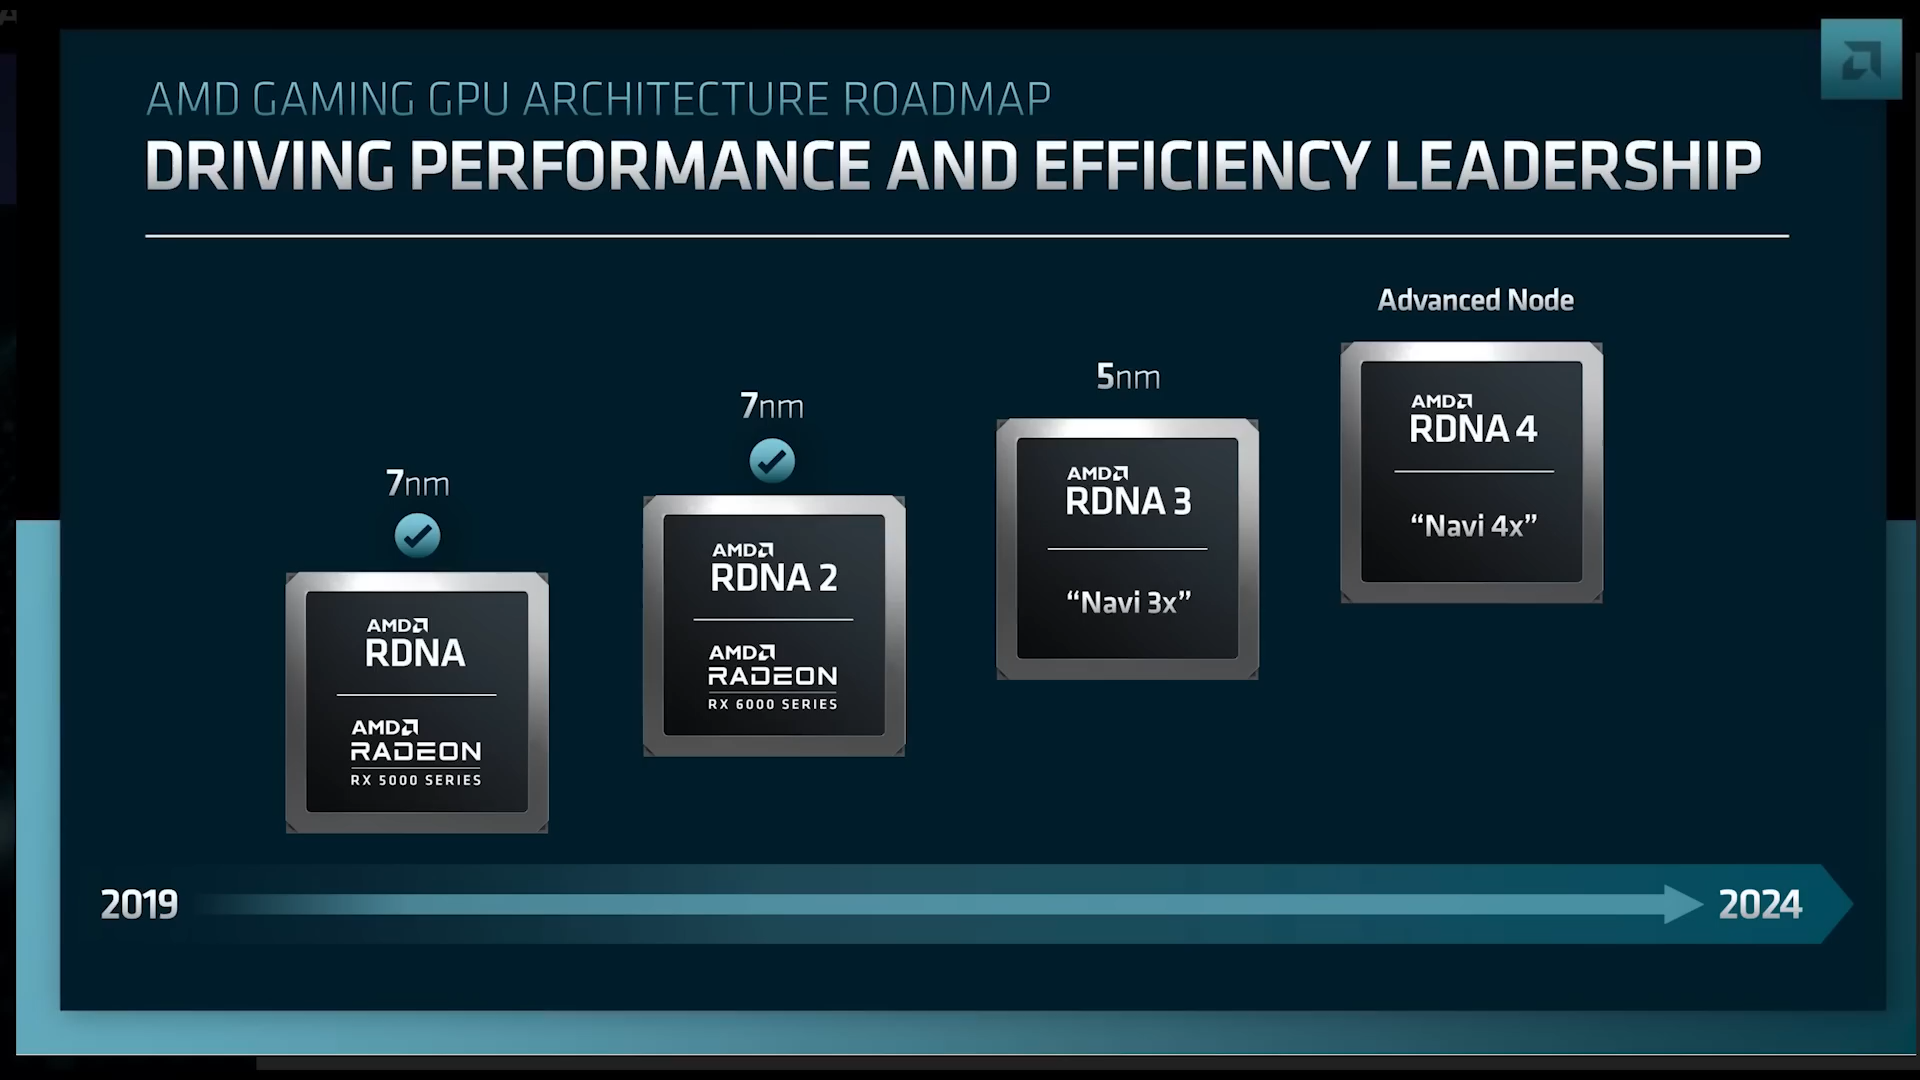 AMD GAMING GPU ARCHITECTURE ROADMAP
DRIVING PERFORMANCE AND EFFICIENCY LEADERSHIP
7nm
AMD
RDNA
AMD
RADEON
RX 5000 SERIES
7nm
AMD
RDNA 2
AMD
RADEON
RX 6000 SERIES
5nm
AMD
RDNA 3
“Navi 3x”
Advanced Node
AMD
RDNA 4
“Navi 4x”
2019
2024